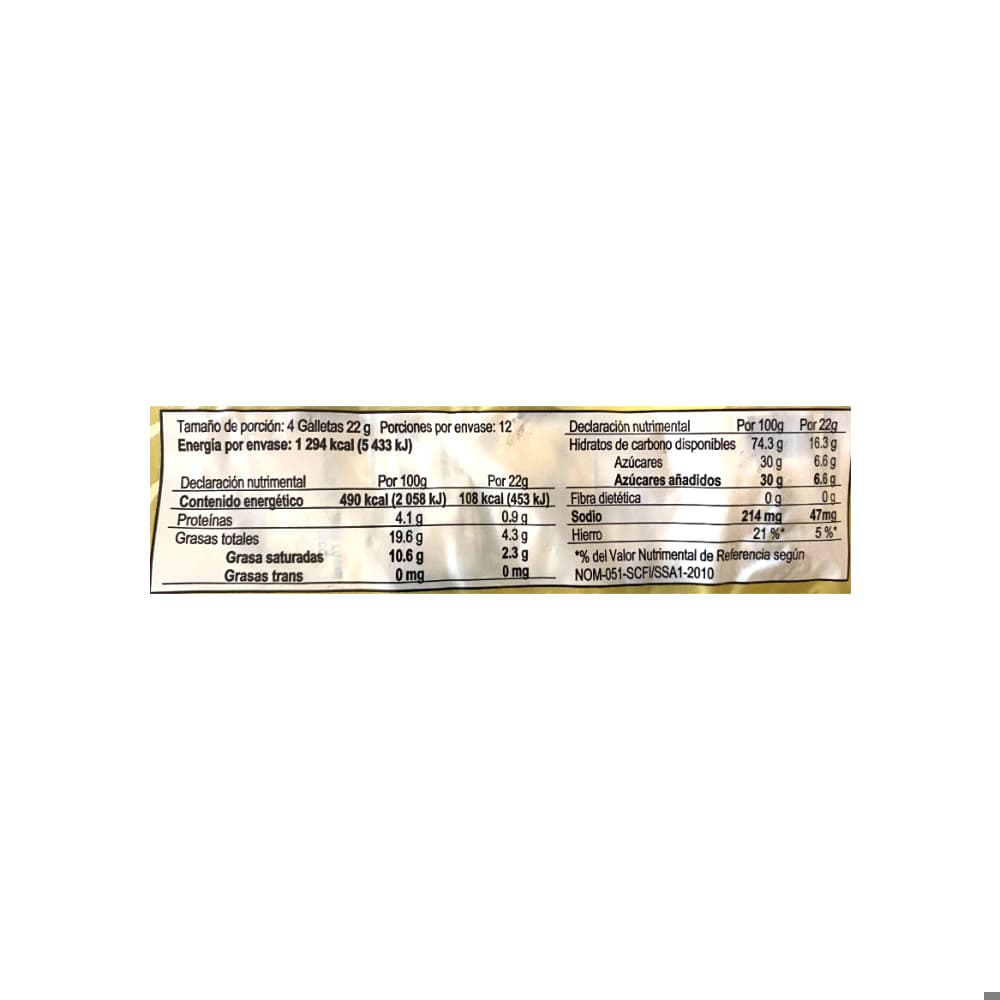 Tamaño de porción: 4 Galletas 22 g Porciones por envase: 12
Energía por envase: 1 294 kcal (5 433 kJ)
Declaración nutrimental Por 100g Por 22g
Contenido energético 490 kcal (2 058 kJ) 108 kcal (453 kJ)
Proteínas 4.1 g 0.9 g
Grasas totales 19.6 g 4.3 g
Grasa saturadas 10.6 g 2.3 g
Grasas trans 0 mg 0 mg
Declaración nutrimental Por 100g Por 22g
Hidratos de carbono disponibles 74.3 g 16.3 g
Azúcares 30 g 6.6 g
Azúcares añadidos 30 g 6.6 g
Fibra dietética 0 g 0 g
Sodio 214 mg 47mg
Hierro 21 %* 5 %*
*% del Valor Nutrimental de Referencia según
NOM-051-SCFI/SSA1-2010